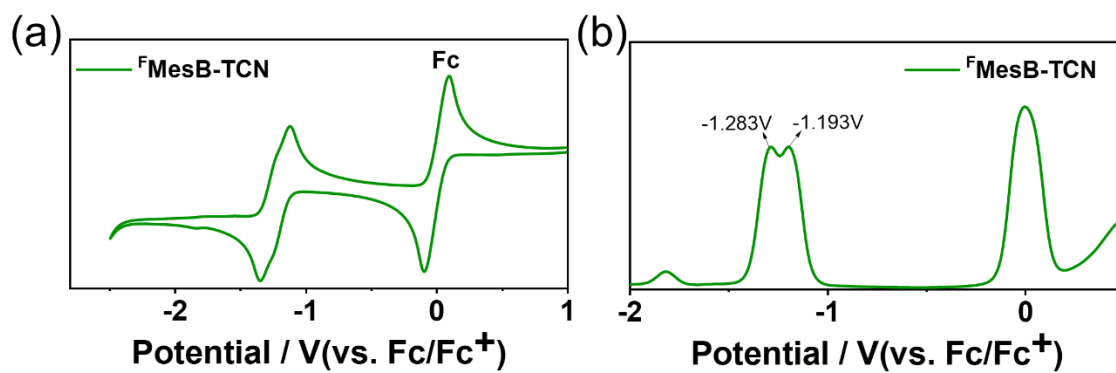 (a)
ᶠMesB-TCN
Fc
-2
-1
0
1
Potential / V(vs. Fc/Fc⁺)
(b)
ᶠMesB-TCN
-1.283V
-1.193V
-2
-1
0
Potential / V(vs. Fc/Fc⁺)